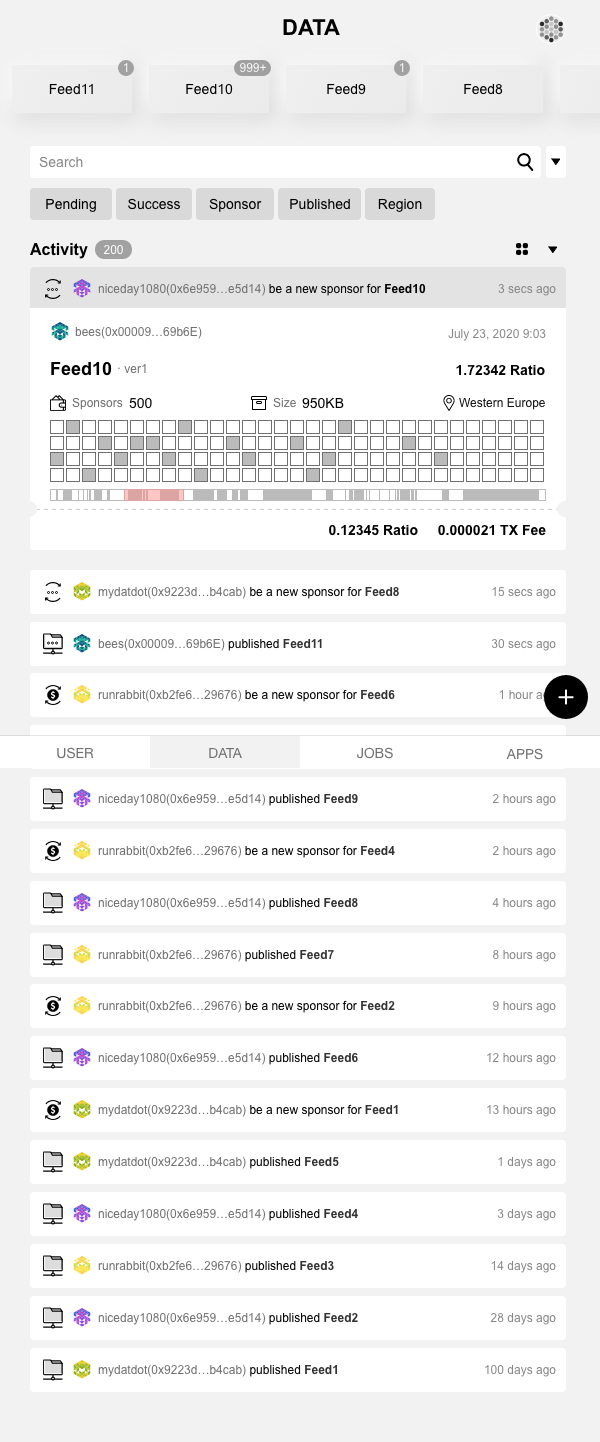 DATA
1
999+
1
Feed11
Feed10
Feed9
Feed8
Search
Pending
Success
Sponsor
Published
Region
Activity 200
niceday1080(0x6e959…e5d14) be a new sponsor for Feed10 3 secs ago
bees(0x00009…69b6E) July 23, 2020 9:03
Feed10 · ver1 1.72342 Ratio
Sponsors 500 Size 950KB Western Europe
0.12345 Ratio 0.000021 TX Fee
mydatdot(0x9223d…b4cab) be a new sponsor for Feed8 15 secs ago
bees(0x00009…69b6E) published Feed11 30 secs ago
runrabbit(0xb2fe6…29676) be a new sponsor for Feed6 1 hour a
USER
DATA
JOBS
APPS
niceday1080(0x6e959…e5d14) published Feed9 2 hours ago
runrabbit(0xb2fe6…29676) be a new sponsor for Feed4 2 hours ago
niceday1080(0x6e959…e5d14) published Feed8 4 hours ago
runrabbit(0xb2fe6…29676) published Feed7 8 hours ago
runrabbit(0xb2fe6…29676) be a new sponsor for Feed2 9 hours ago
niceday1080(0x6e959…e5d14) published Feed6 12 hours ago
mydatdot(0x9223d…b4cab) be a new sponsor for Feed1 13 hours ago
mydatdot(0x9223d…b4cab) published Feed5 1 days ago
niceday1080(0x6e959…e5d14) published Feed4 3 days ago
runrabbit(0xb2fe6…29676) published Feed3 14 days ago
niceday1080(0x6e959…e5d14) published Feed2 28 days ago
mydatdot(0x9223d…b4cab) published Feed1 100 days ago